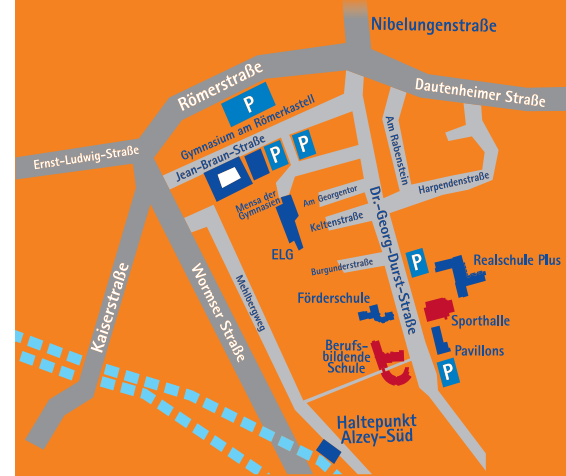 Nibelungenstraße
Römerstraße
Dautenheimer Straße
P
Gymnasium am Römerkastell
Am Rabenstein
Ernst-Ludwig-Straße
Jean-Braun-Straße
P
P
Mensa der
Gymnasien
Am Georgentor
Harpendenstraße
Keltenstraße
Dr.-Georg-Durst-Straße
ELG
Burgunderstraße
P
Realschule Plus
Kaiserstraße
Wormser Straße
Mehlbergweg
Förderschule
Sporthalle
Berufs-
bildende
Schule
Pavillons
P
Haltepunkt
Alzey-Süd